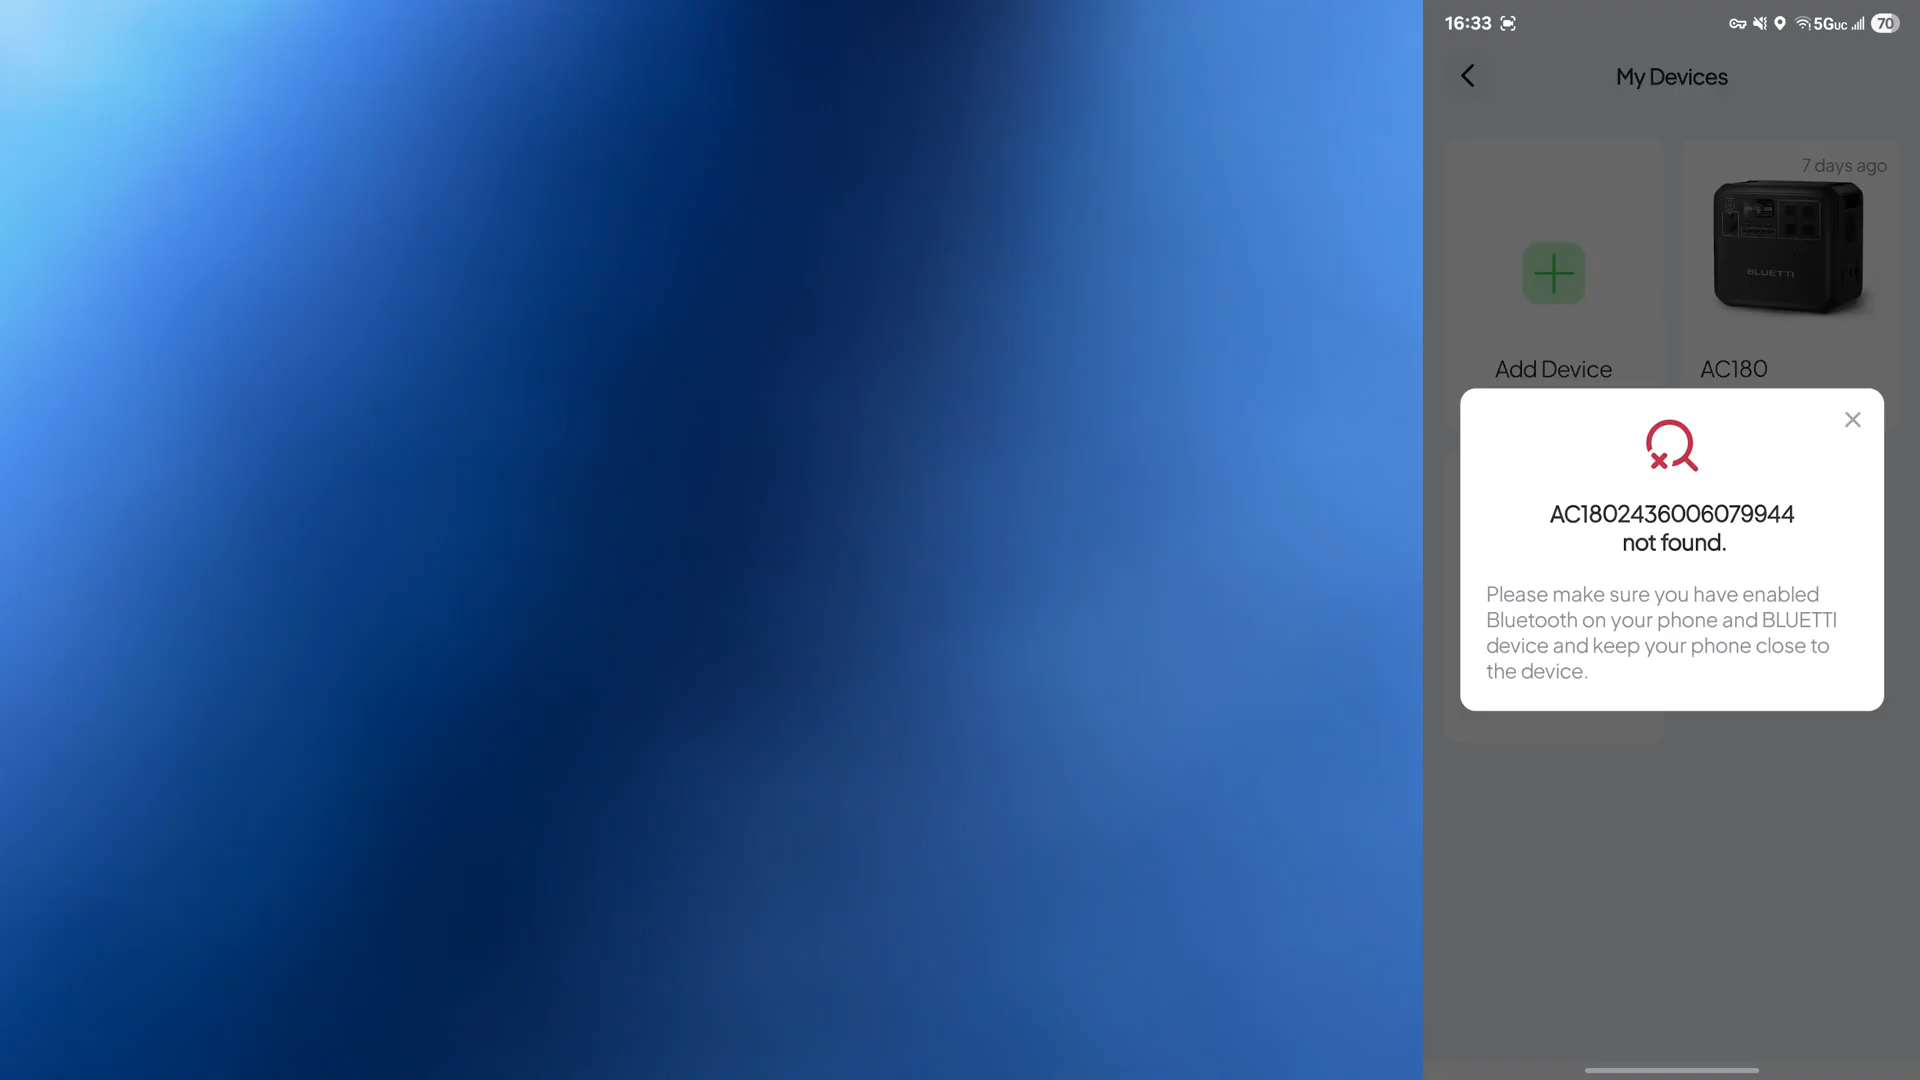 16:33
5GUC
70
My Devices
7 days ago
BLUETTI
Add Device
AC180
AC1802436006079944
not found.
Please make sure you have enabled
Bluetooth on your phone and BLUETTI
device and keep your phone close to
the device.